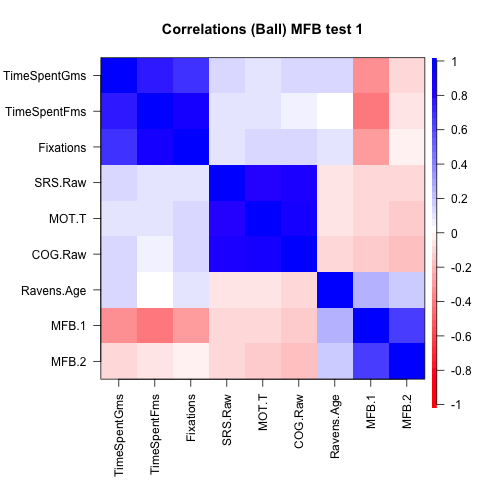 Correlations (Ball) MFB test 1
TimeSpentGms
TimeSpentFms
Fixations
SRS.Raw
MOT.T
COG.Raw
Ravens.Age
MFB.1
MFB.2
1
0.8
0.6
0.4
0.2
0
-0.2
-0.4
-0.6
-0.8
-1
TimeSpentGms
TimeSpentFms
Fixations
SRS.Raw
MOT.T
COG.Raw
Ravens.Age
MFB.1
MFB.2